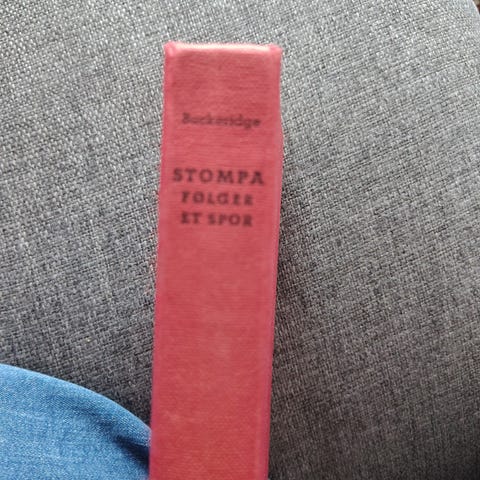 Buckeridge
STOMPA
FØLGER
ET SPOR